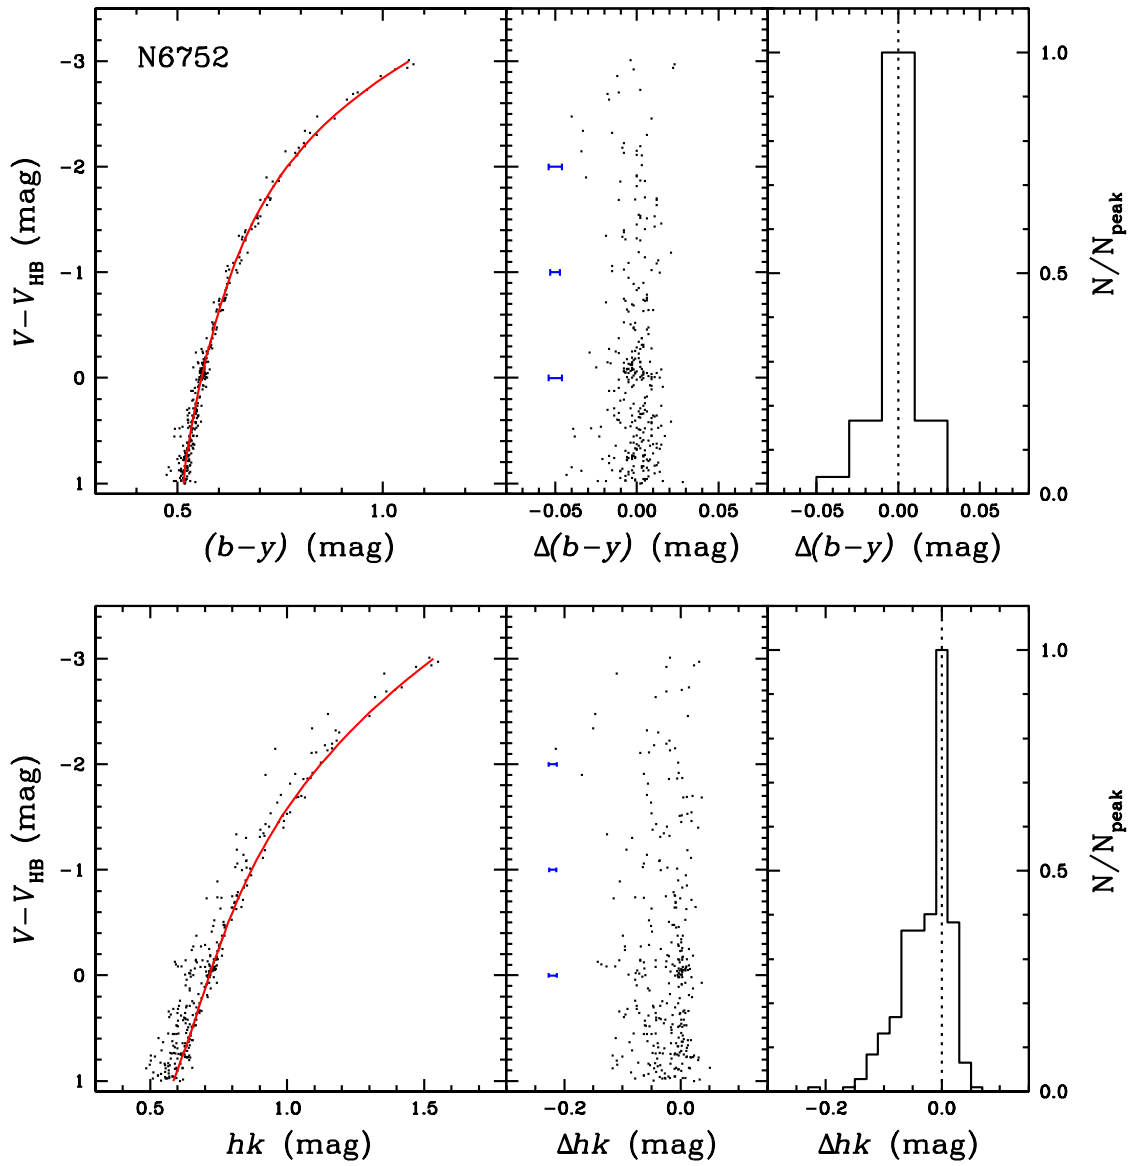 N6752
-3
-2
-1
0
1
V-V_HB (mag)
1.0
0.5
0.0
N/N_peak
0.5 1.0
-0.05 0.00 0.05
-0.05 0.00 0.05
(b-y) (mag)
Δ(b-y) (mag)
Δ(b-y) (mag)
-3
-2
-1
0
1
V-V_HB (mag)
1.0
0.5
0.0
N/N_peak
0.5 1.0 1.5
-0.2 0.0
-0.2 0.0
hk (mag)
Δhk (mag)
Δhk (mag)